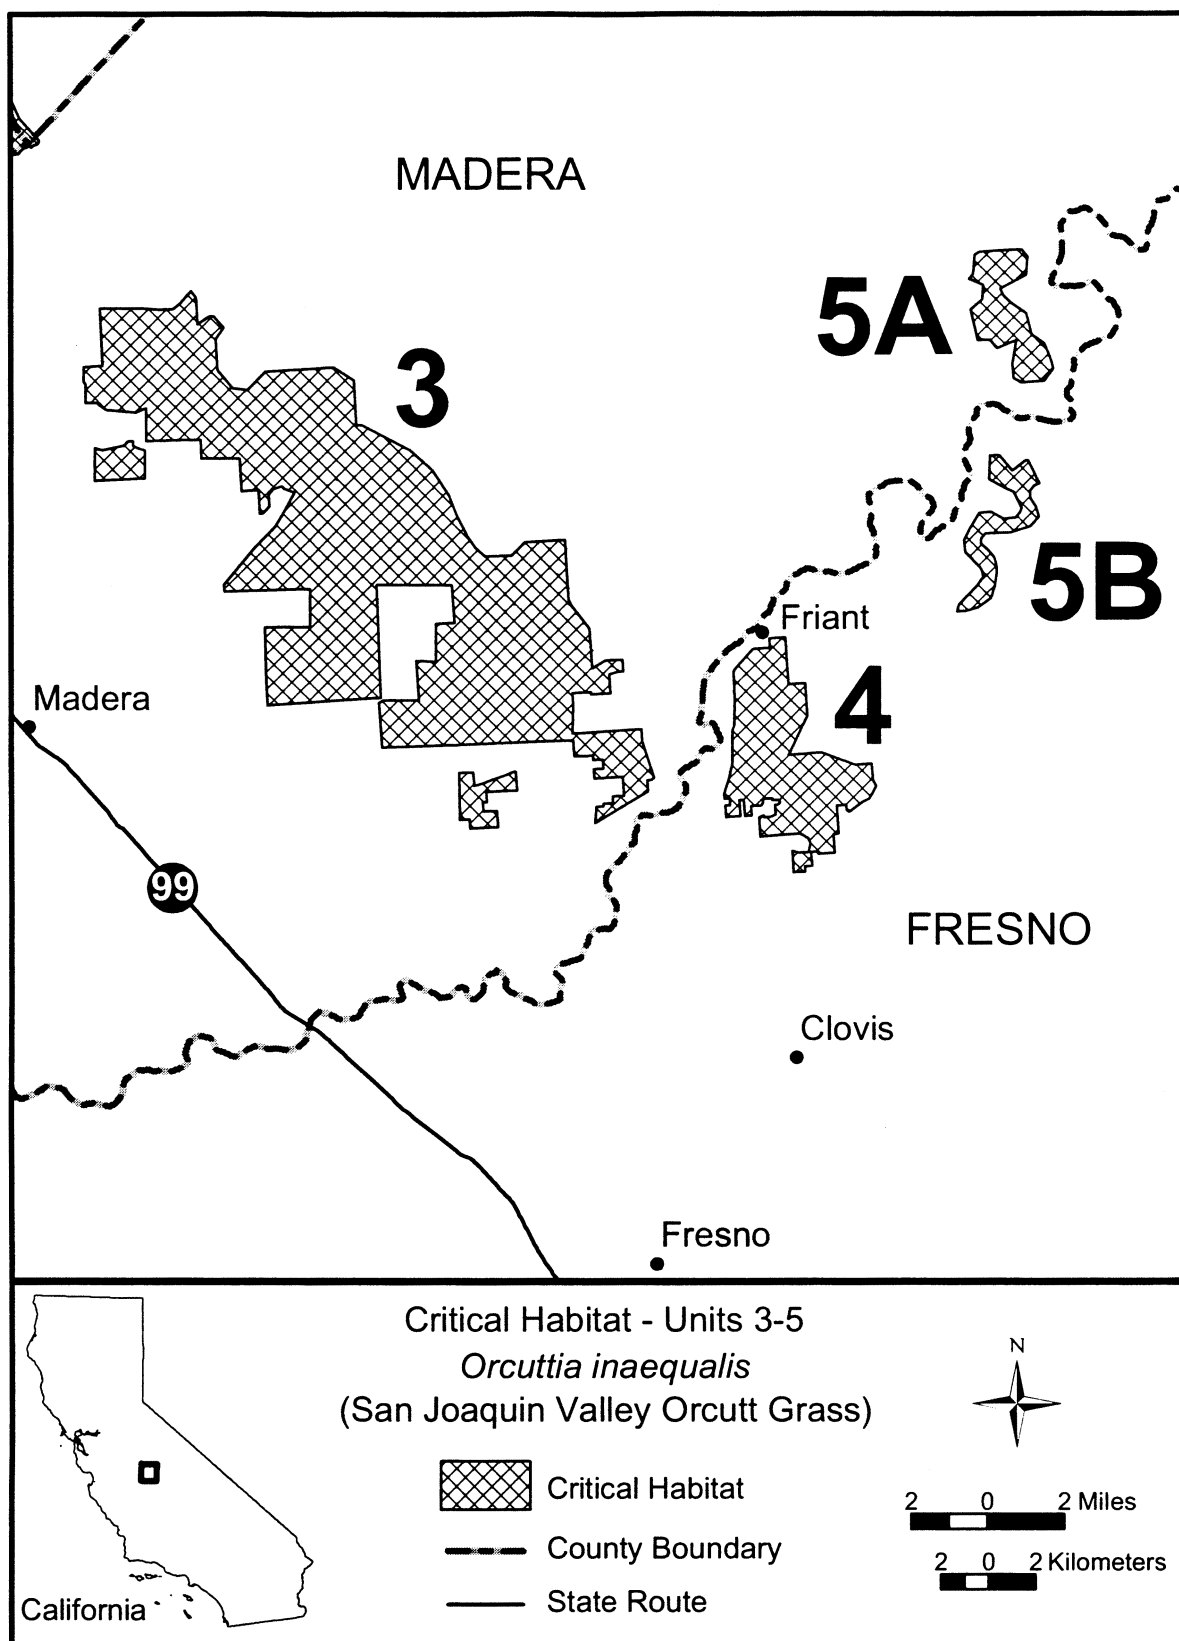 MADERA
5A
3
5B
Friant
4
Madera
99
FRESNO
Clovis
Fresno
Critical Habitat - Units 3-5
Orcuttia inaequalis
(San Joaquin Valley Orcutt Grass)
N
Critical Habitat
2 0 2 Miles
County Boundary
2 0 2 Kilometers
State Route
California